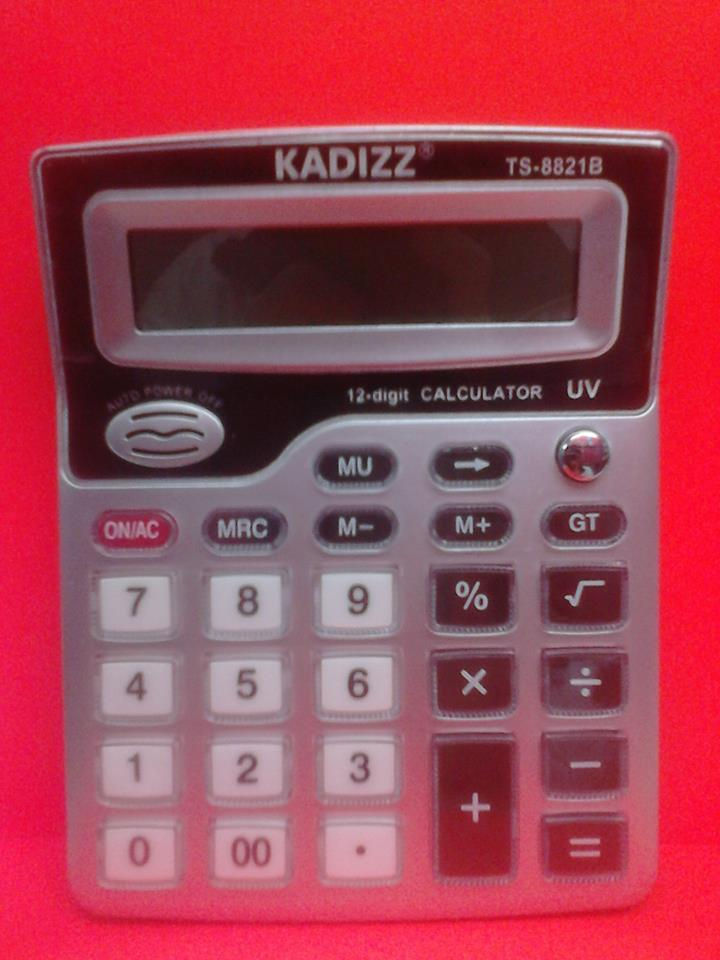 KADIZZ®
TS-8821B
AUTO POWER OFF
12-digit CALCULATOR UV
MU →
ON/AC MRC M− M+ GT
7 8 9 % √
4 5 6 × ÷
1 2 3 + −
0 00 . =